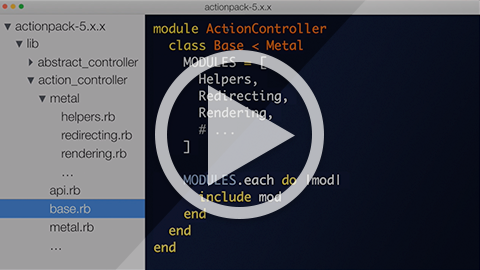 actionpack-5.x.x
actionpack-5.x.x
lib
abstract_controller
action_controller
metal
helpers.rb
redirecting.rb
rendering.rb
...
api.rb
base.rb
metal.rb
...
module ActionController
class Base < Metal
MODULES = [
Helpers,
Redirecting,
Rendering,
# ...
]
MODULES.each do |mod|
include mod
end
end
end